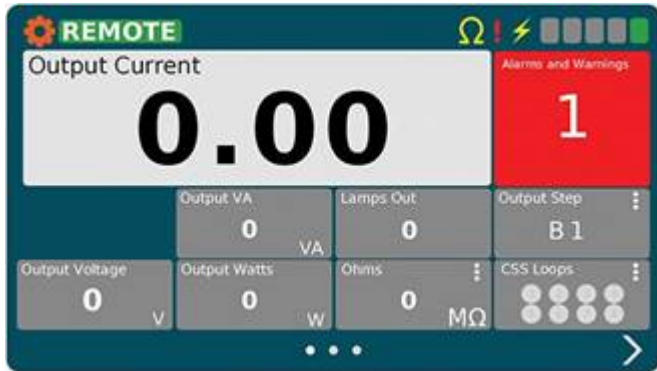 REMOTE Ω ! 
Output Current
0.00
Alarms and Warnings
1
Output VA
0
VA
Lamps Out
0
Output Step
B 1
Output Voltage
0
V
Output Watts
0
W
Ohms
0
MΩ
CSS Loops